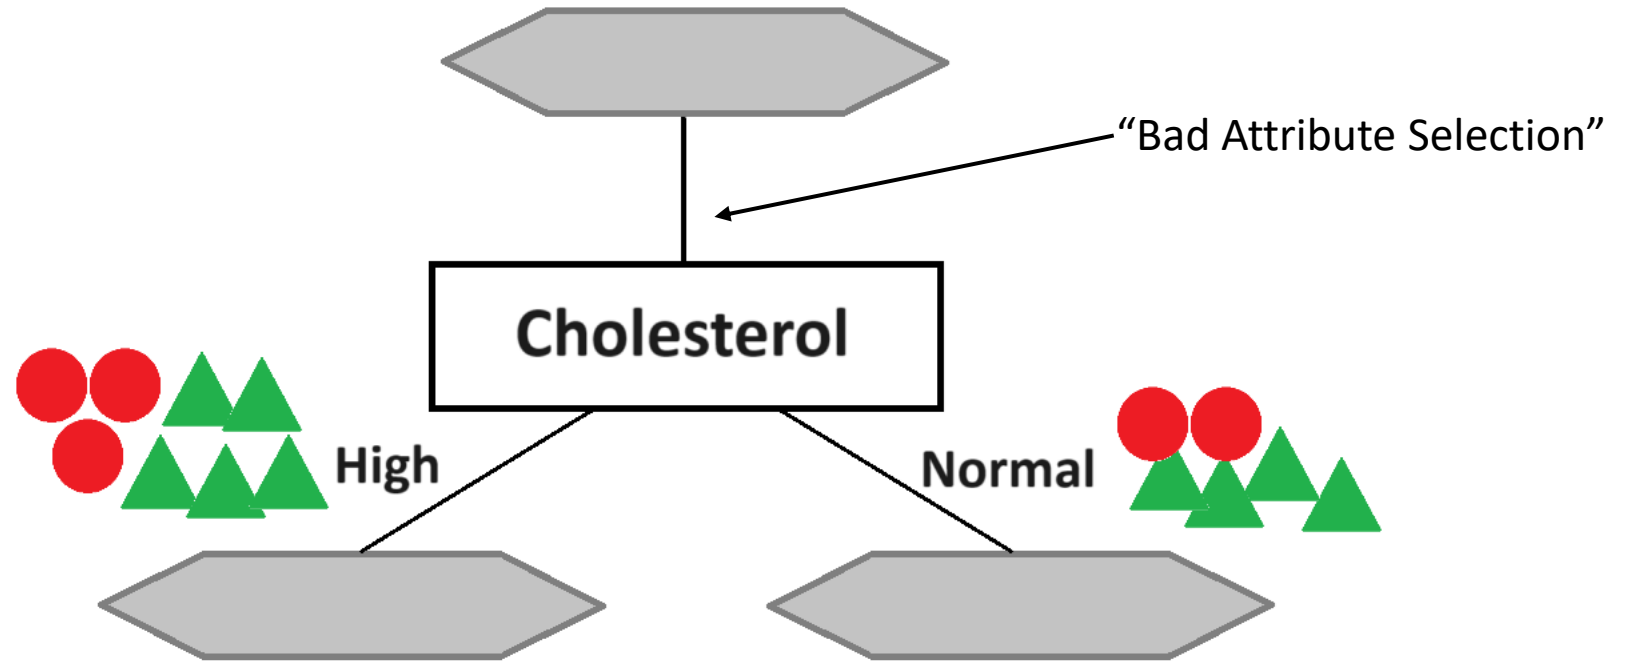 “Bad Attribute Selection”
Cholesterol
High
Normal